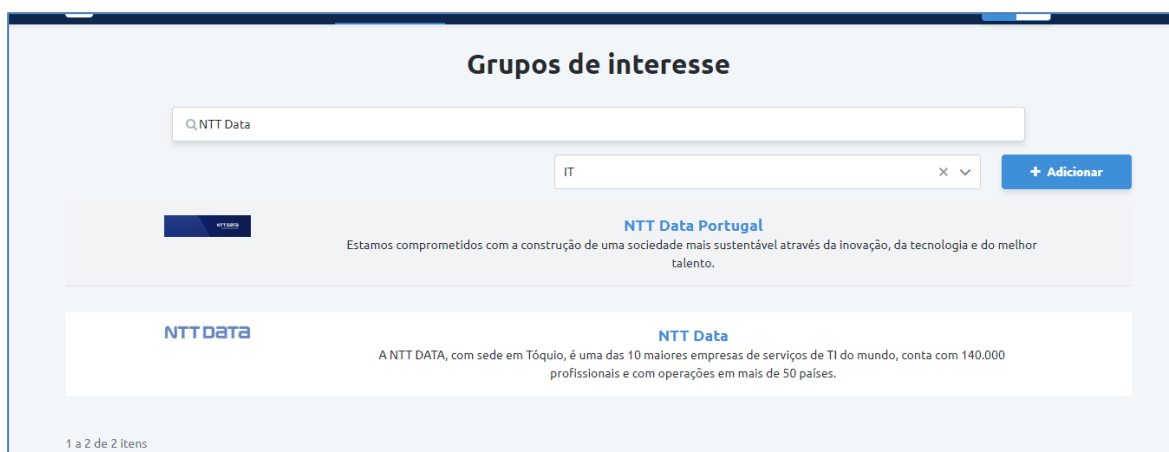 Grupos de interesse
NTT Data
IT
+ Adicionar
NTT DATA
NTT Data Portugal
Estamos comprometidos com a construção de uma sociedade mais sustentável através da inovação, da tecnologia e do melhor
talento.
NTT DATA
NTT Data
A NTT DATA, com sede em Tóquio, é uma das 10 maiores empresas de serviços de TI do mundo, conta com 140.000
profissionais e com operações em mais de 50 países.
1 a 2 de 2 itens